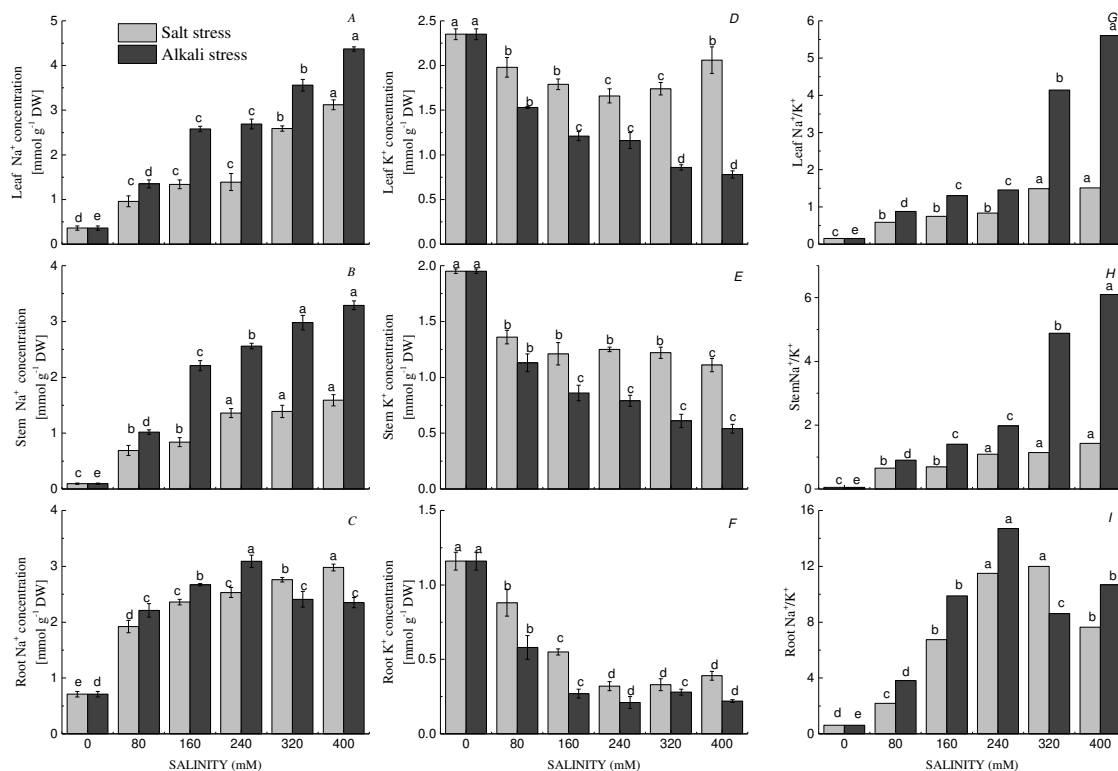 A
Salt stress
Alkali stress
Leaf Na⁺ concentration
[mmol g⁻¹ DW]
5
4
3
2
1
0
d e c d c c c c b a a a
B
Stem Na⁺ concentration
[mmol g⁻¹ DW]
4
3
2
1
0
c e b d b c a b a a a a
C
Root Na⁺ concentration
[mmol g⁻¹ DW]
4
3
2
1
0
e e d c c b c a b c a c
0 80 160 240 320 400
SALINITY (mM)
D
Leaf K⁺ concentration
[mmol g⁻¹ DW]
2.5
2.0
1.5
1.0
0.5
0.0
a a b b b c c c c d b d
E
Stem K⁺ concentration
[mmol g⁻¹ DW]
2.0
1.5
1.0
0.5
0.0
a a b b b c b c b c c c
F
Root K⁺ concentration
[mmol g⁻¹ DW]
1.5
1.0
0.5
0.0
a a b b c c d d d c d d
0 80 160 240 320 400
SALINITY (mM)
G
Leaf Na⁺/K⁺
6
5
4
3
2
1
0
c e b d b c b c a b a a
H
StemNa⁺/K⁺
6
4
2
0
c e b d b c a c a b a a
I
Root Na⁺/K⁺
16
12
8
4
0
d e c d b b a a a c b b
0 80 160 240 320 400
SALINITY (mM)